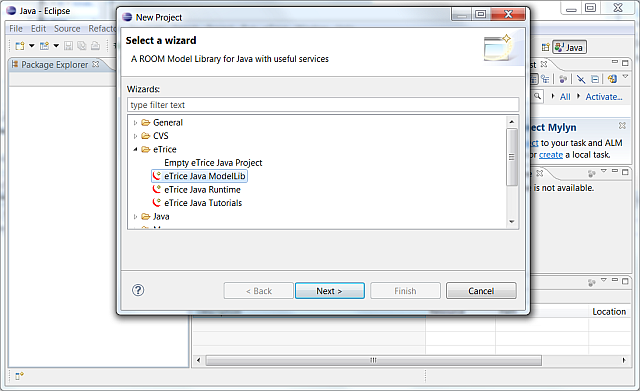 Java - Eclipse
File Edit Source Refacto
Package Explorer
New Project
Select a wizard
A ROOM Model Library for Java with useful services
Wizards:
type filter text
General
CVS
eTrice
Empty eTrice Java Project
eTrice Java ModelLib
eTrice Java Runtime
eTrice Java Tutorials
Java
?
< Back
Next >
Finish
Cancel
Java
st
All
Activate...
ect Mylyn
ct to your task and ALM
or create a local task.
is not available.
Location